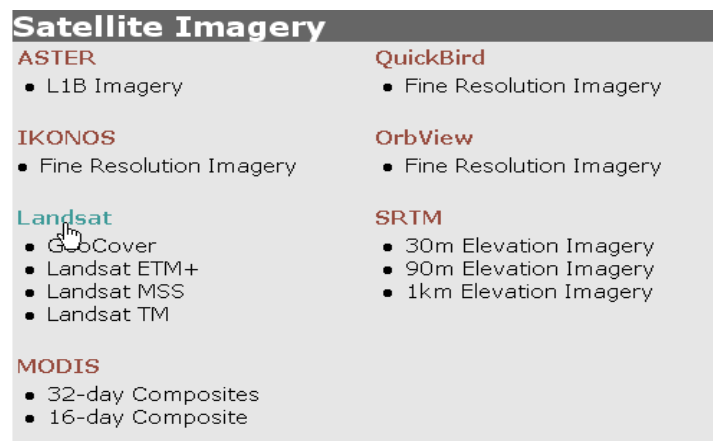 Satellite Imagery
ASTER
• L1B Imagery
IKONOS
• Fine Resolution Imagery
Landsat
• GeoCover
• Landsat ETM+
• Landsat MSS
• Landsat TM
MODIS
• 32-day Composites
• 16-day Composite
QuickBird
• Fine Resolution Imagery
OrbView
• Fine Resolution Imagery
SRTM
• 30m Elevation Imagery
• 90m Elevation Imagery
• 1km Elevation Imagery